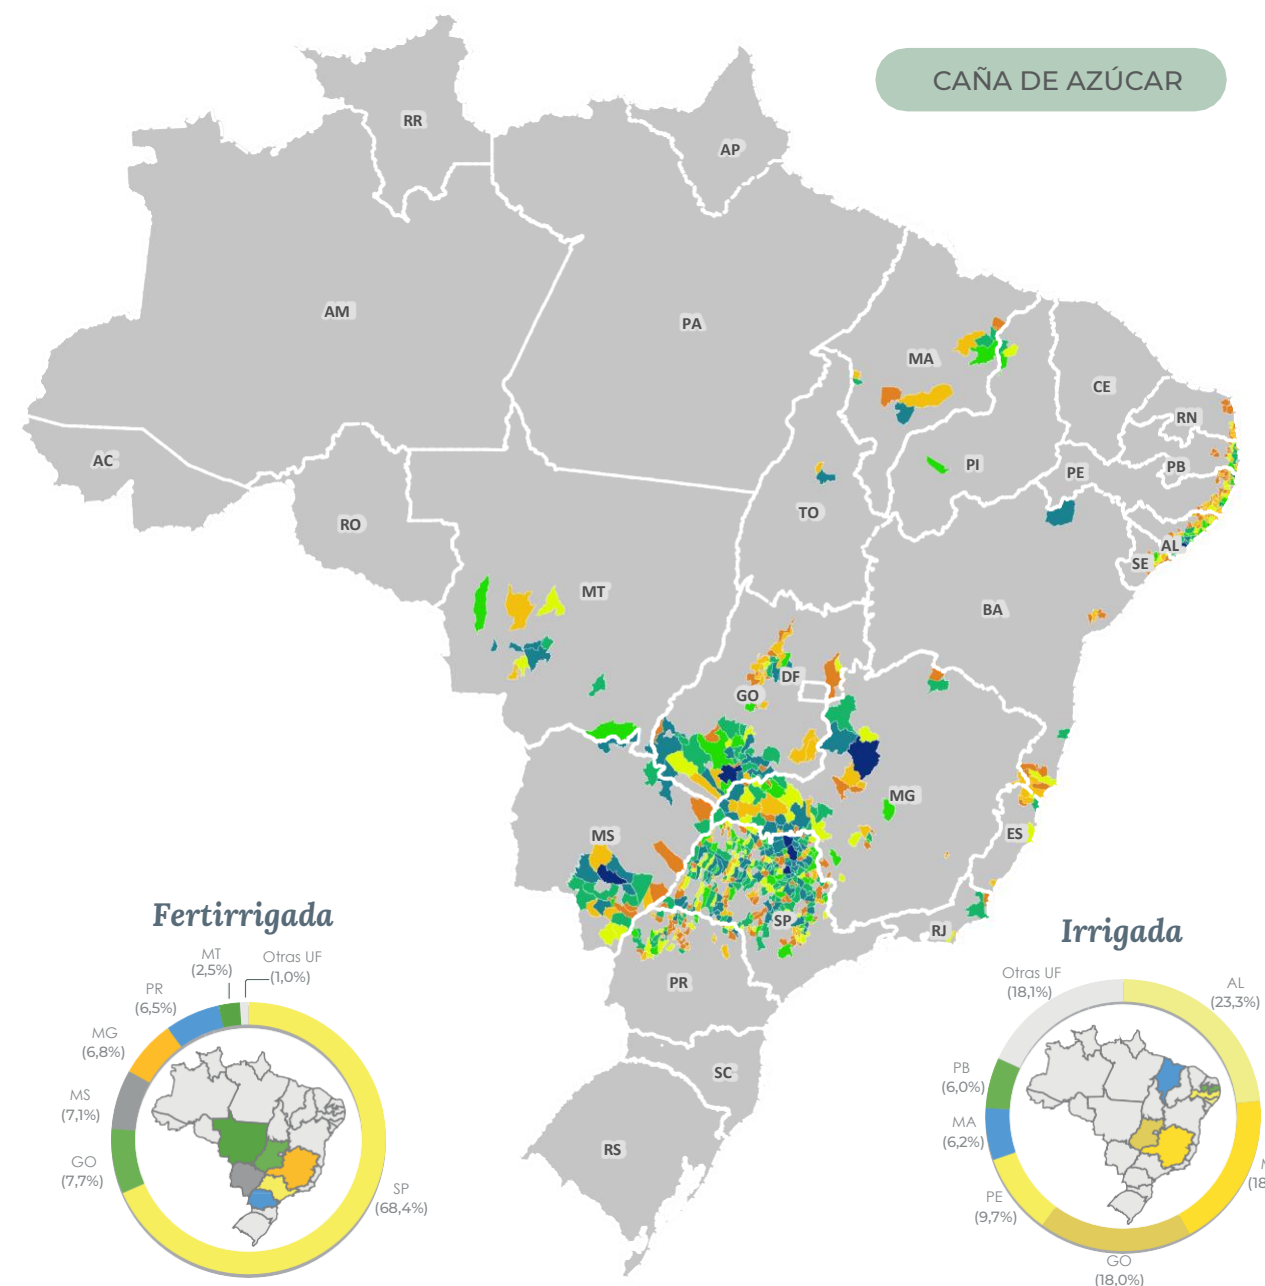 CAÑA DE AZÚCAR
RR
AP
AM
PA
MA
CE
RN
AC
PI
PE
PB
TO
RO
AL
SE
MT
BA
DF
GO
MG
MS
ES
SP
RJ
PR
SC
RS
Fertirrigada
MT
(2,5%)
Otras UF
(1,0%)
PR
(6,5%)
MG
(6,8%)
MS
(7,1%)
GO
(7,7%)
SP
(68,4%)
Irrigada
Otras UF
(18,1%)
AL
(23,3%)
PB
(6,0%)
MA
(6,2%)
PE
(9,7%)
(18
GO
(18,0%)